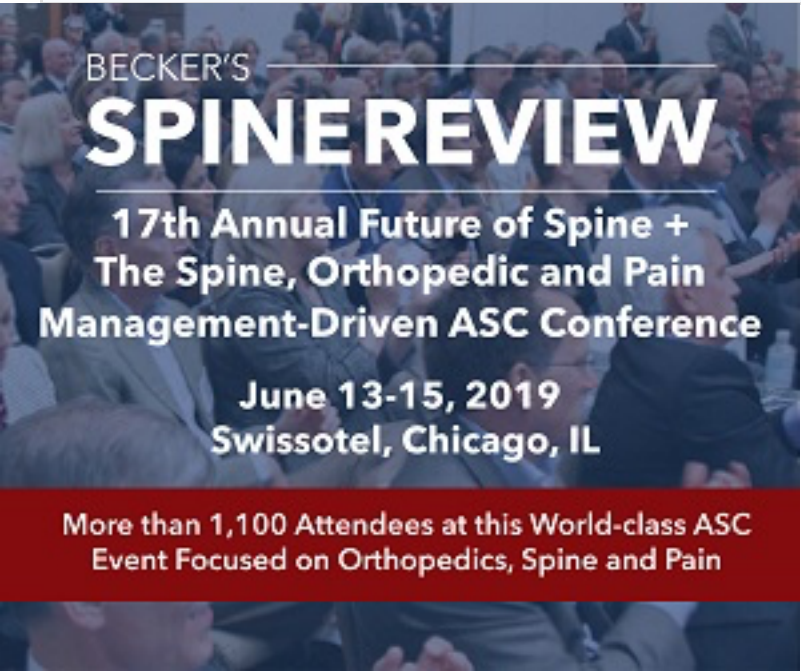 BECKER'S
SPINE REVIEW
17th Annual Future of Spine +
The Spine, Orthopedic and Pain
Management-Driven ASC Conference
June 13-15, 2019
Swissotel, Chicago, IL
More than 1,100 Attendees at this World-class ASC
Event Focused on Orthopedics, Spine and Pain